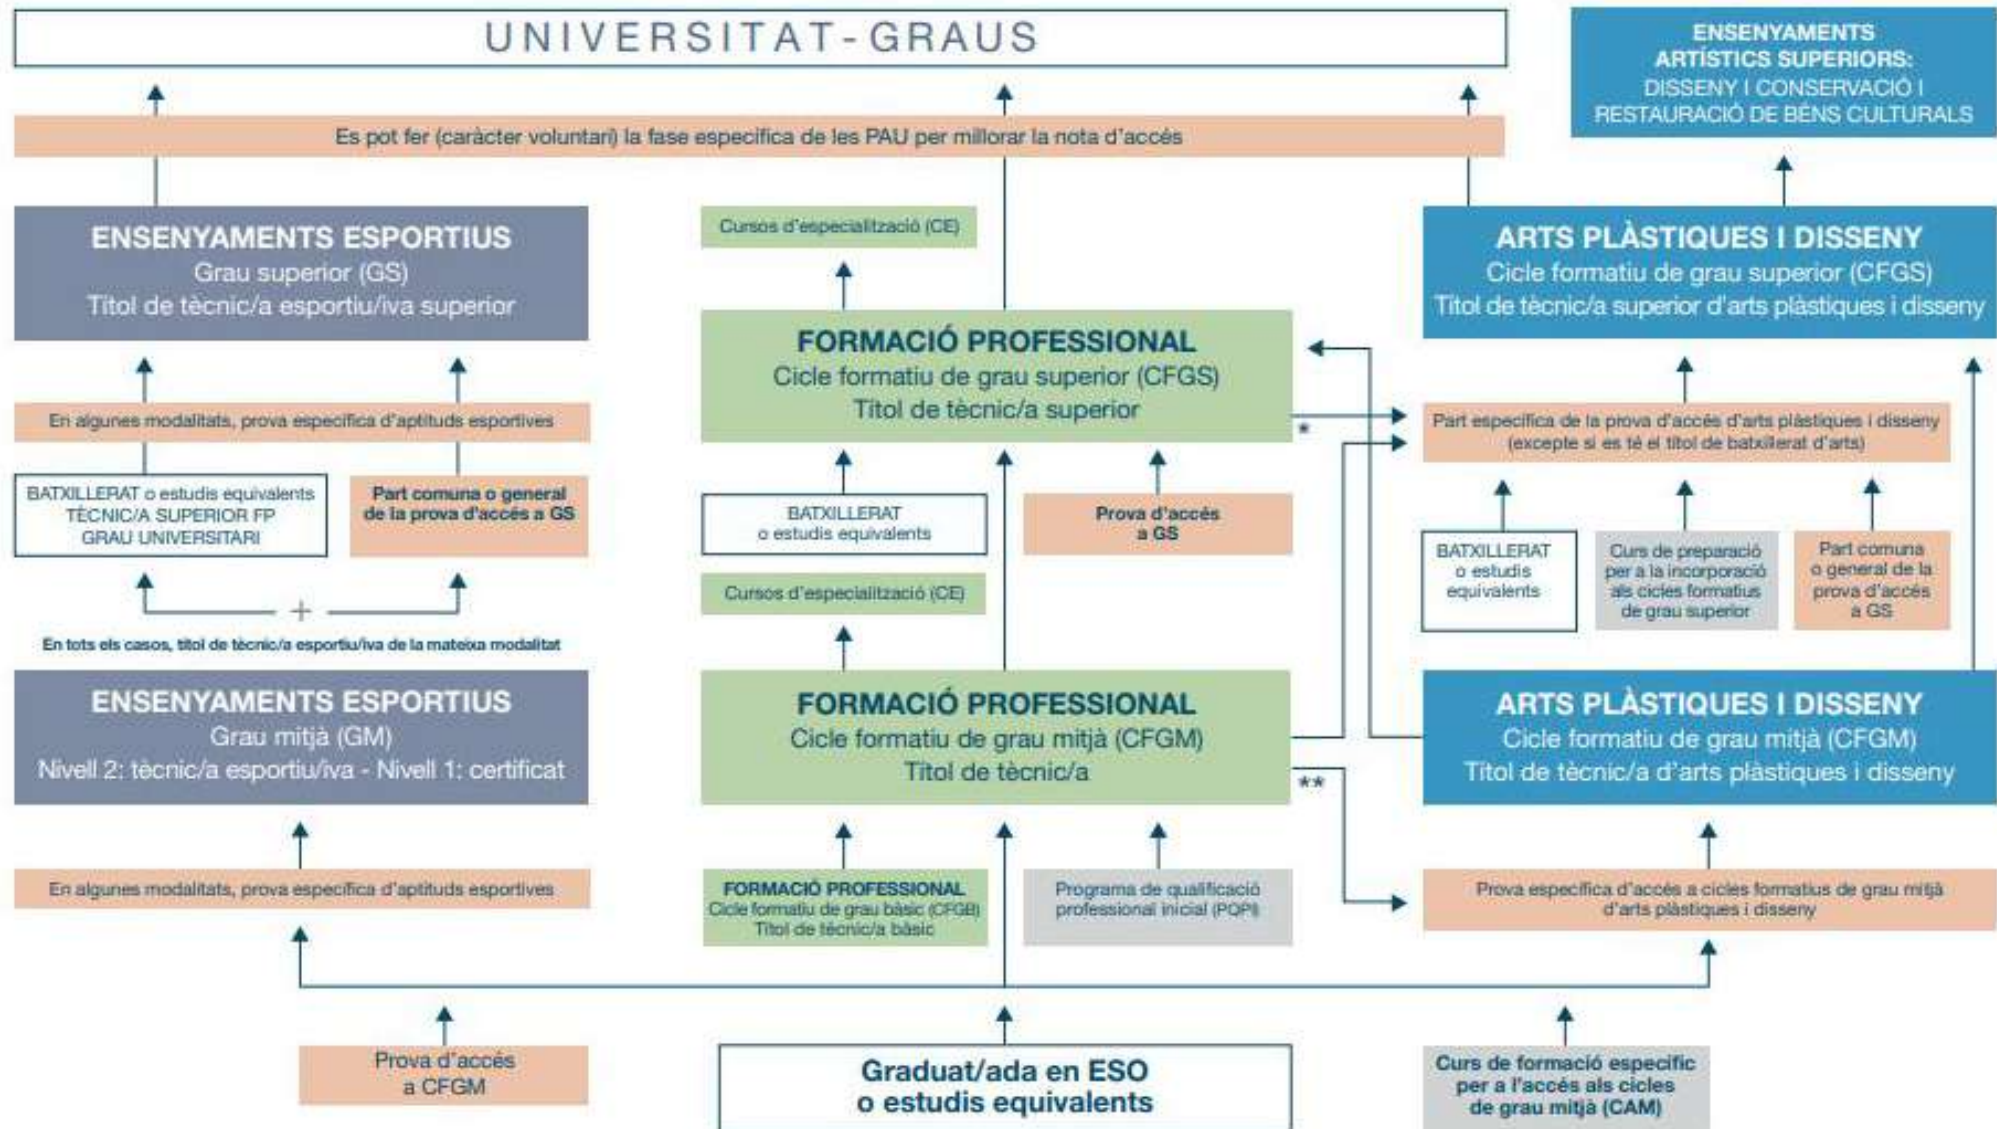 UNIVERSITAT-GRAUS
ENSENYAMENTS
ARTÍSTICS SUPERIORS:
DISSENY I CONSERVACIÓ I
RESTAURACIÓ DE BÉNS CULTURALS
Es pot fer (caràcter voluntari) la fase específica de les PAU per millorar la nota d'accés
ENSENYAMENTS ESPORTIUS
Grau superior (GS)
Títol de tècnic/a esportiu/iva superior
Cursos d'especialització (CE)
ARTS PLÀSTIQUES I DISSENY
Cicle formatiu de grau superior (CFGS)
Títol de tècnic/a superior d'arts plàstiques i disseny
FORMACIÓ PROFESSIONAL
Cicle formatiu de grau superior (CFGS)
Títol de tècnic/a superior
*
En algunes modalitats, prova específica d'aptituds esportives
Part específica de la prova d'accés d'arts plàstiques i disseny
(excepte si es té el títol de batxillerat d'arts)
BATXILLERAT o estudis equivalents
TÈCNIC/A SUPERIOR FP
GRAU UNIVERSITARI
Part comuna o general
de la prova d'accés a GS
BATXILLERAT
o estudis equivalents
Prova d'accés
a GS
BATXILLERAT
o estudis
equivalents
Curs de preparació
per a la incorporació
als cicles formatius
de grau superior
Part comuna
o general de la
prova d'accés
a GS
Cursos d'especialització (CE)
+
En tots els casos, títol de tècnic/a esportiu/iva de la mateixa modalitat
ENSENYAMENTS ESPORTIUS
Grau mitjà (GM)
Nivell 2: tècnic/a esportiu/iva - Nivell 1: certificat
FORMACIÓ PROFESSIONAL
Cicle formatiu de grau mitjà (CFGM)
Títol de tècnic/a
**
ARTS PLÀSTIQUES I DISSENY
Cicle formatiu de grau mitjà (CFGM)
Títol de tècnic/a d'arts plàstiques i disseny
En algunes modalitats, prova específica d'aptituds esportives
FORMACIÓ PROFESSIONAL
Cicle formatiu de grau bàsic (CFGB)
Títol de tècnic/a bàsic
Programa de qualificació
professional inicial (PQPI)
Prova específica d'accés a cicles formatius de grau mitjà
d'arts plàstiques i disseny
Prova d'accés
a CFGM
Graduat/ada en ESO
o estudis equivalents
Curs de formació específic
per a l'accés als cicles
de grau mitjà (CAM)